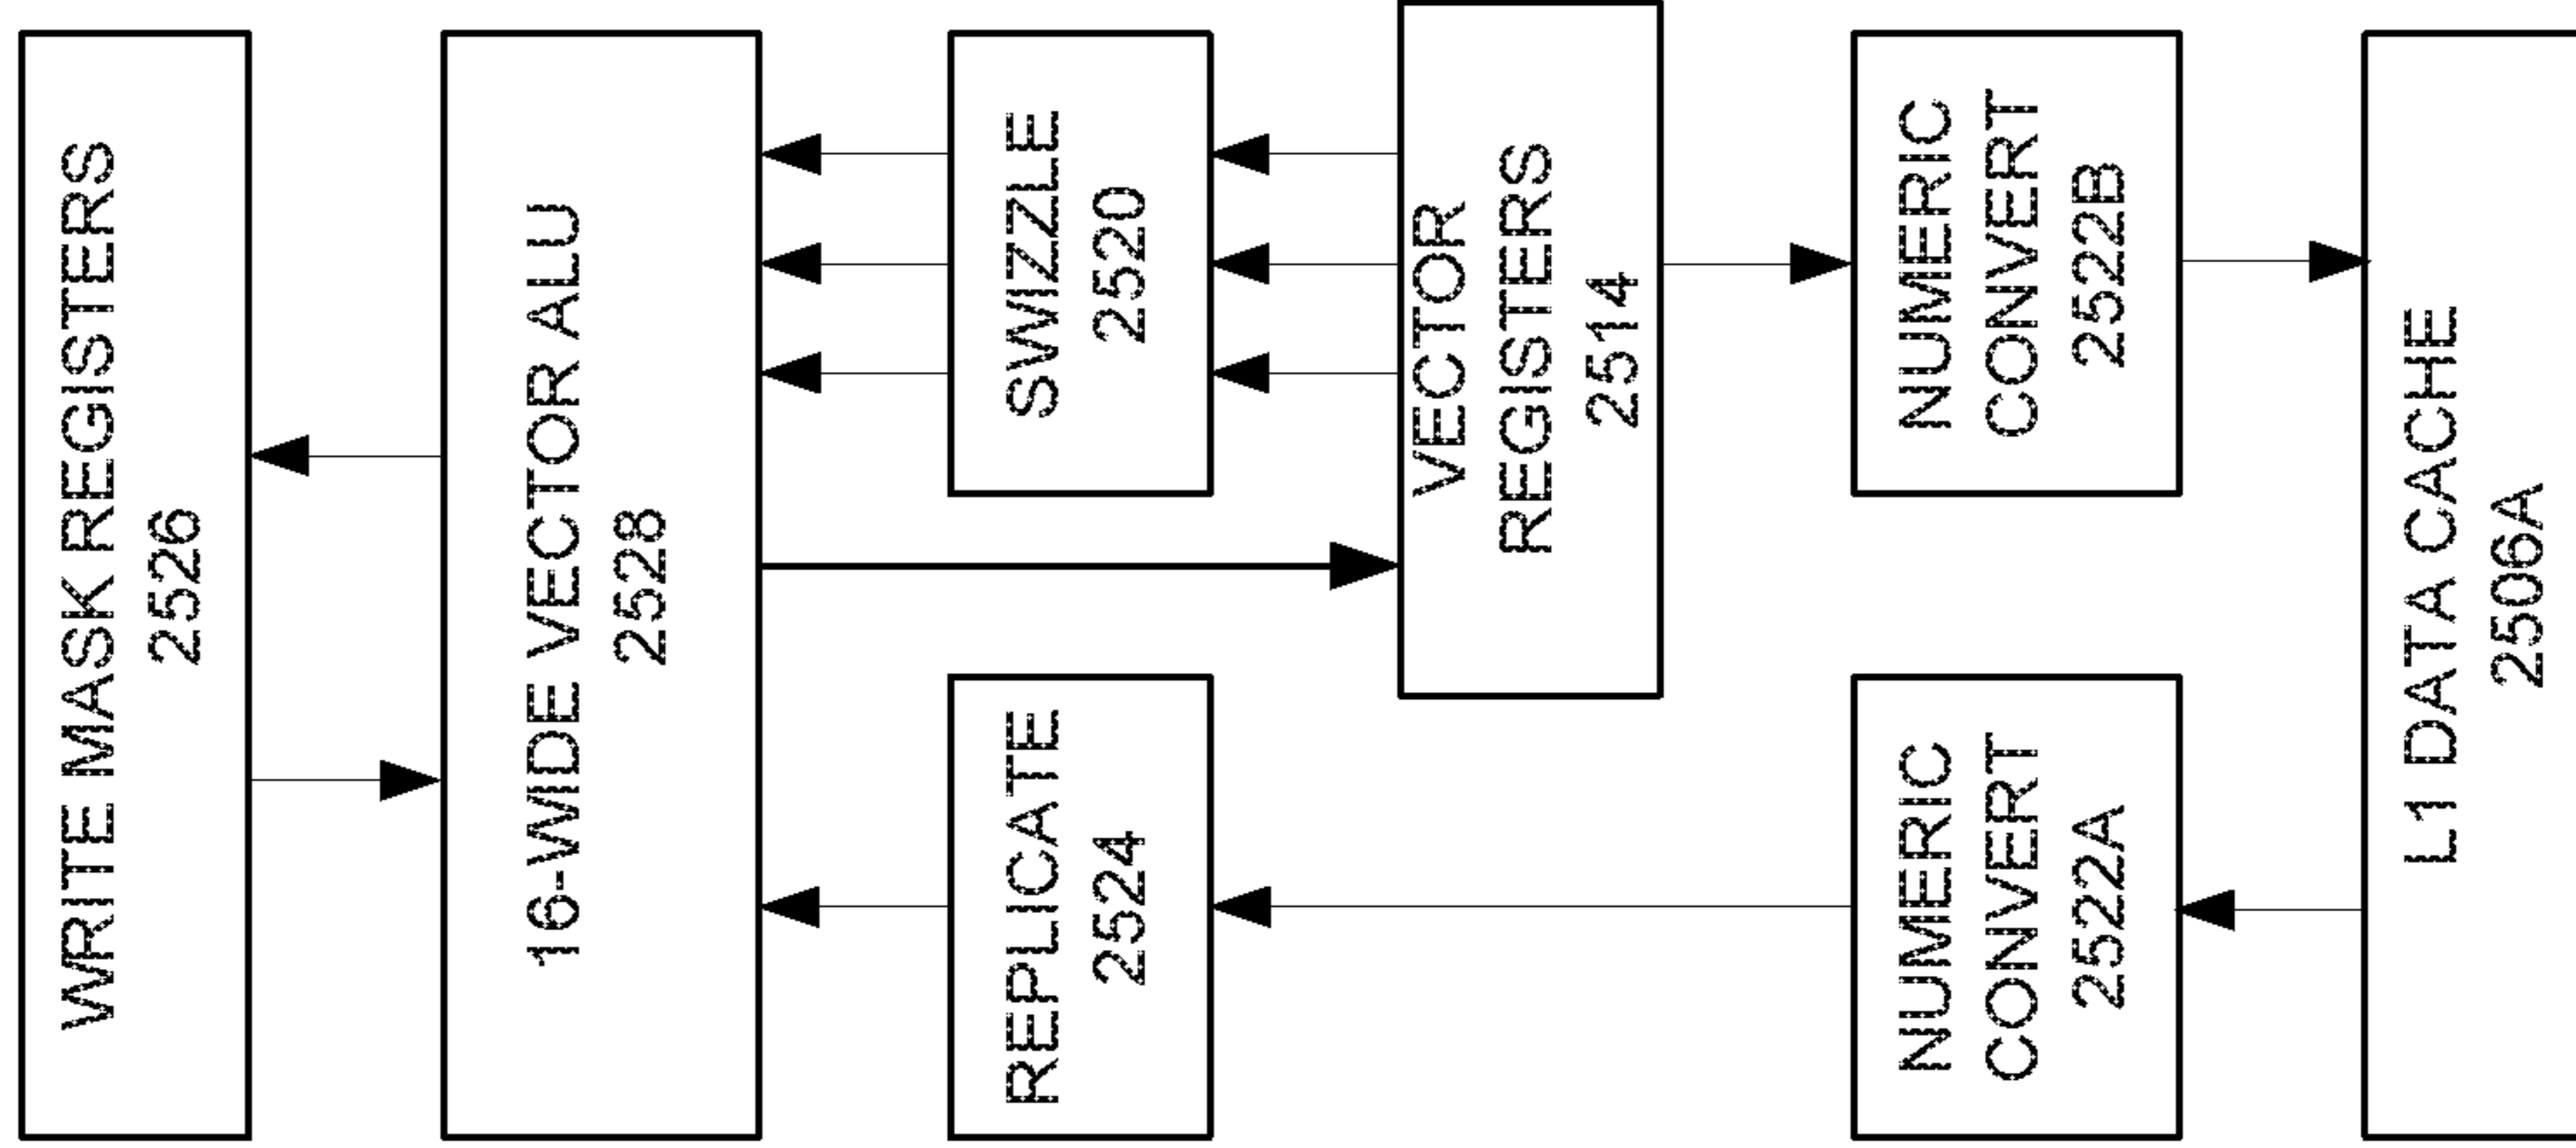 WRITE MASK REGISTERS
2526
16-WIDE VECTOR ALU
2528
REPLICATE
2524
SWIZZLE
2520
VECTOR
REGISTERS
2514
NUMERIC
CONVERT
2522A
NUMERIC
CONVERT
2522B
L1 DATA CACHE
2506A